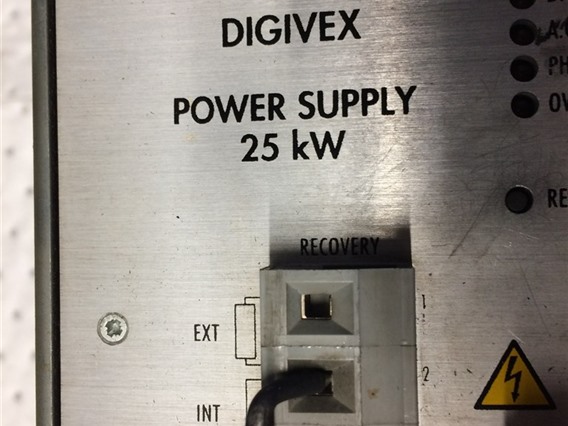 DIGIVEX
POWER SUPPLY
25 kW
RECOVERY
1
EXT
2
INT